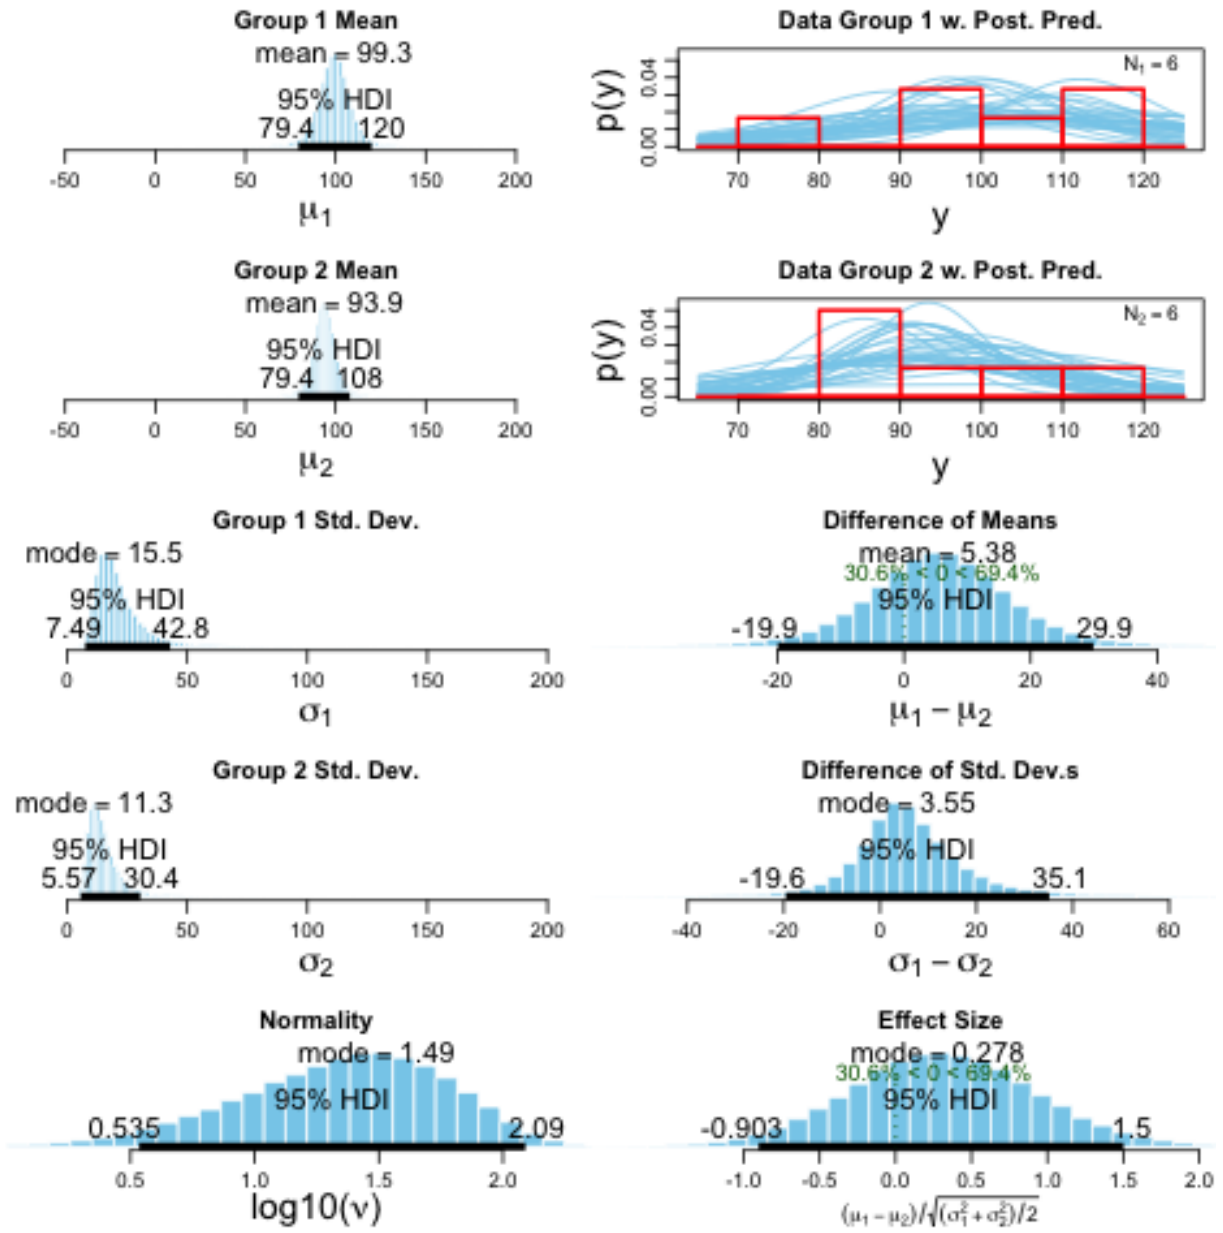 Group 1 Mean
mean = 99.3
95% HDI
79.4 120
-50 0 50 100 150 200
μ1
Data Group 1 w. Post. Pred.
N1 = 6
p(y)
0.00 0.04
70 80 90 100 110 120
y
Group 2 Mean
mean = 93.9
95% HDI
79.4 108
-50 0 50 100 150 200
μ2
Data Group 2 w. Post. Pred.
N2 = 6
p(y)
0.00 0.04
70 80 90 100 110 120
y
Group 1 Std. Dev.
mode = 15.5
95% HDI
7.49 42.8
0 50 100 150 200
σ1
Difference of Means
mean = 5.38
30.6% < 0 < 69.4%
95% HDI
-19.9 29.9
-20 0 20 40
μ1 − μ2
Group 2 Std. Dev.
mode = 11.3
95% HDI
5.57 30.4
0 50 100 150 200
σ2
Difference of Std. Dev.s
mode = 3.55
95% HDI
-19.6 35.1
-40 -20 0 20 40 60
σ1 − σ2
Normality
mode = 1.49
95% HDI
0.535 2.09
0.5 1.0 1.5 2.0
log10(ν)
Effect Size
mode = 0.278
30.6% < 0 < 69.4%
95% HDI
-0.903 1.5
-1.0 -0.5 0.0 0.5 1.0 1.5 2.0
(μ1 − μ2)/√(σ1² + σ2²)/2